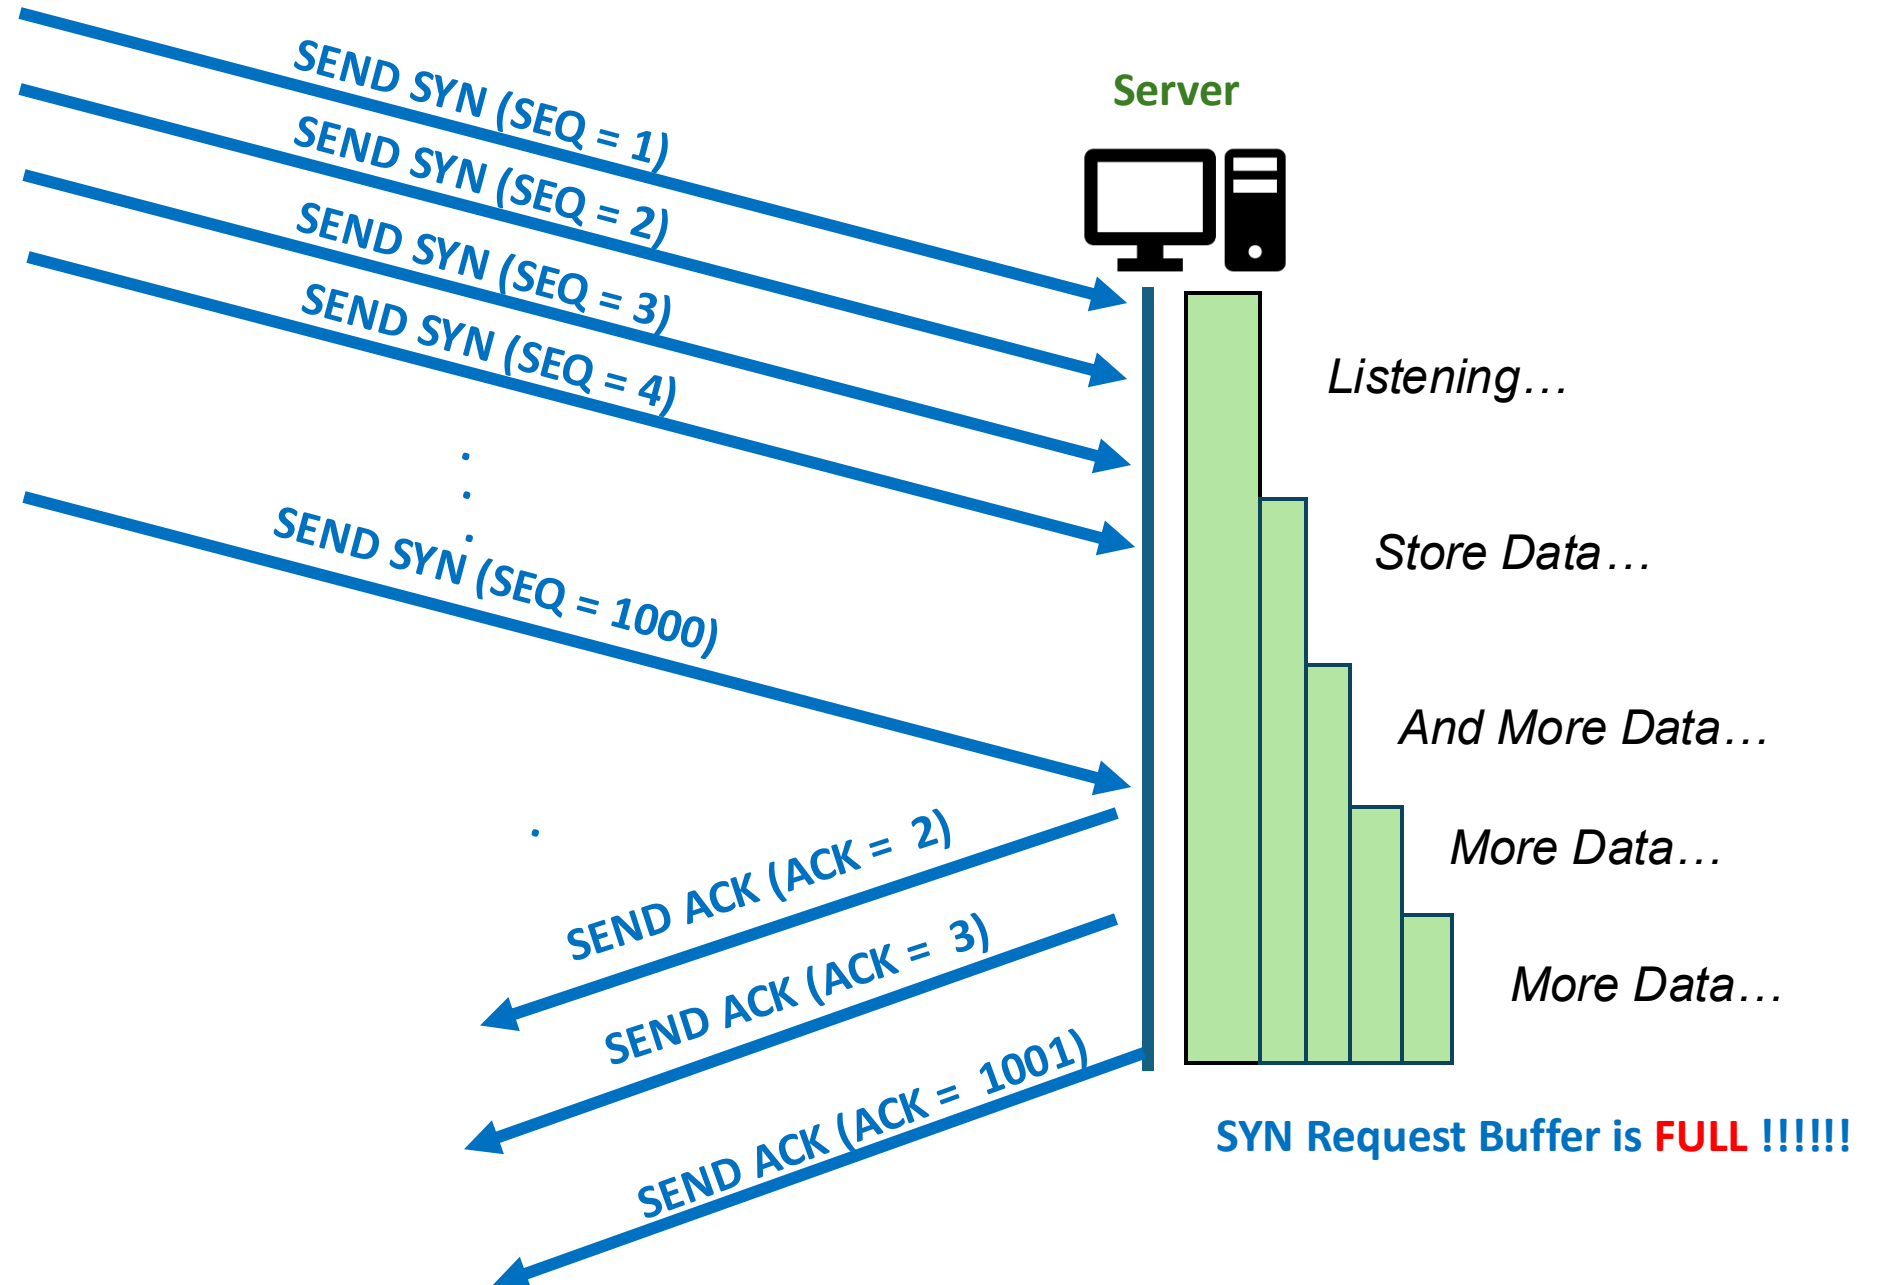 SEND SYN (SEQ = 1)
SEND SYN (SEQ = 2)
SEND SYN (SEQ = 3)
SEND SYN (SEQ = 4)
.
.
.
SEND SYN (SEQ = 1000)
.
SEND ACK (ACK =  2)
SEND ACK (ACK =  3)
SEND ACK (ACK =  1001)
Server
Listening…
Store Data…
And More Data…
More Data…
More Data…
SYN Request Buffer is FULL !!!!!!